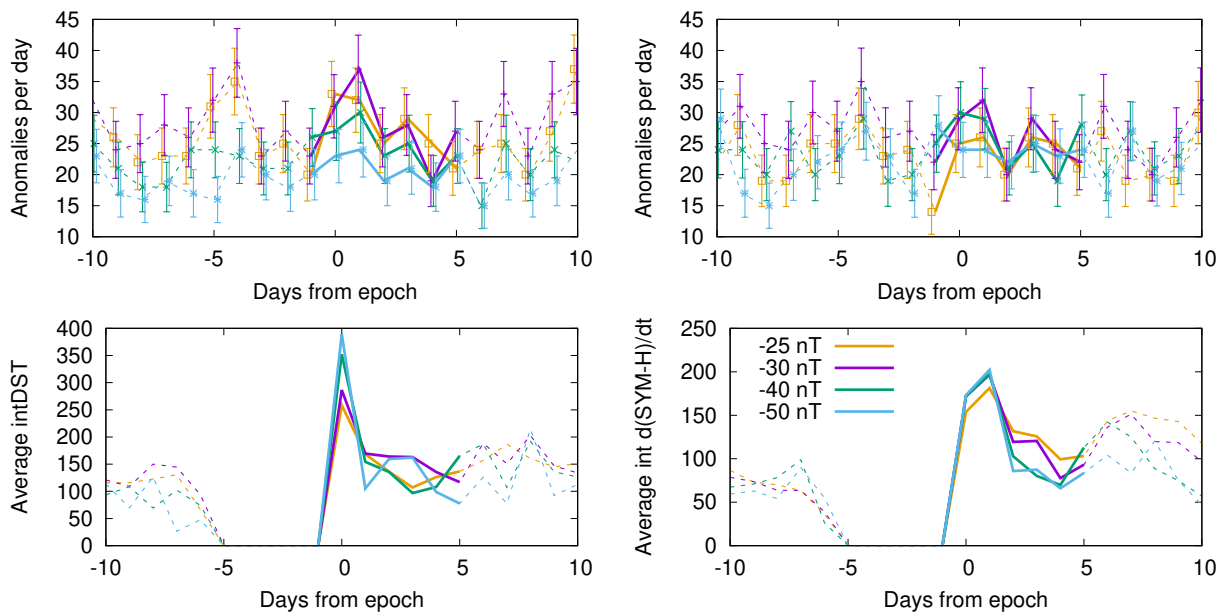 45
40
35
30
25
20
15
10
Anomalies per day
-10 -5 0 5 10
Days from epoch
45
40
35
30
25
20
15
10
Anomalies per day
-10 -5 0 5 10
Days from epoch
400
350
300
250
200
150
100
50
0
Average intDST
-10 -5 0 5 10
Days from epoch
250
200
150
100
50
0
Average int d(SYM-H)/dt
-25 nT
-30 nT
-40 nT
-50 nT
-10 -5 0 5 10
Days from epoch